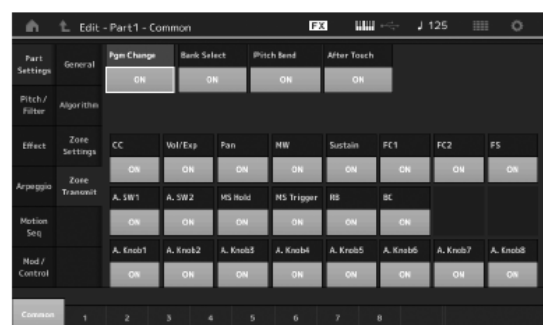 Edit - Part1 - Common FX ♩ 125
Part Settings
General
Pgm Change
Bank Select
Pitch Bend
After Touch
ON ON ON ON
Pitch / Filter
Algorithm
Effect
Zone Settings
CC Vol/Exp Pan MW Sustain FC1 FC2 FS
ON ON ON ON ON ON ON ON
Arpeggio
Zone Transmit
A. SW1 A. SW2 MS Hold MS Trigger RB BC
ON ON ON ON ON ON
Motion Seq
A. Knob1 A. Knob2 A. Knob3 A. Knob4 A. Knob5 A. Knob6 A. Knob7 A. Knob8
Mod / Control
ON ON ON ON ON ON ON ON
Common 1 2 3 4 5 6 7 8